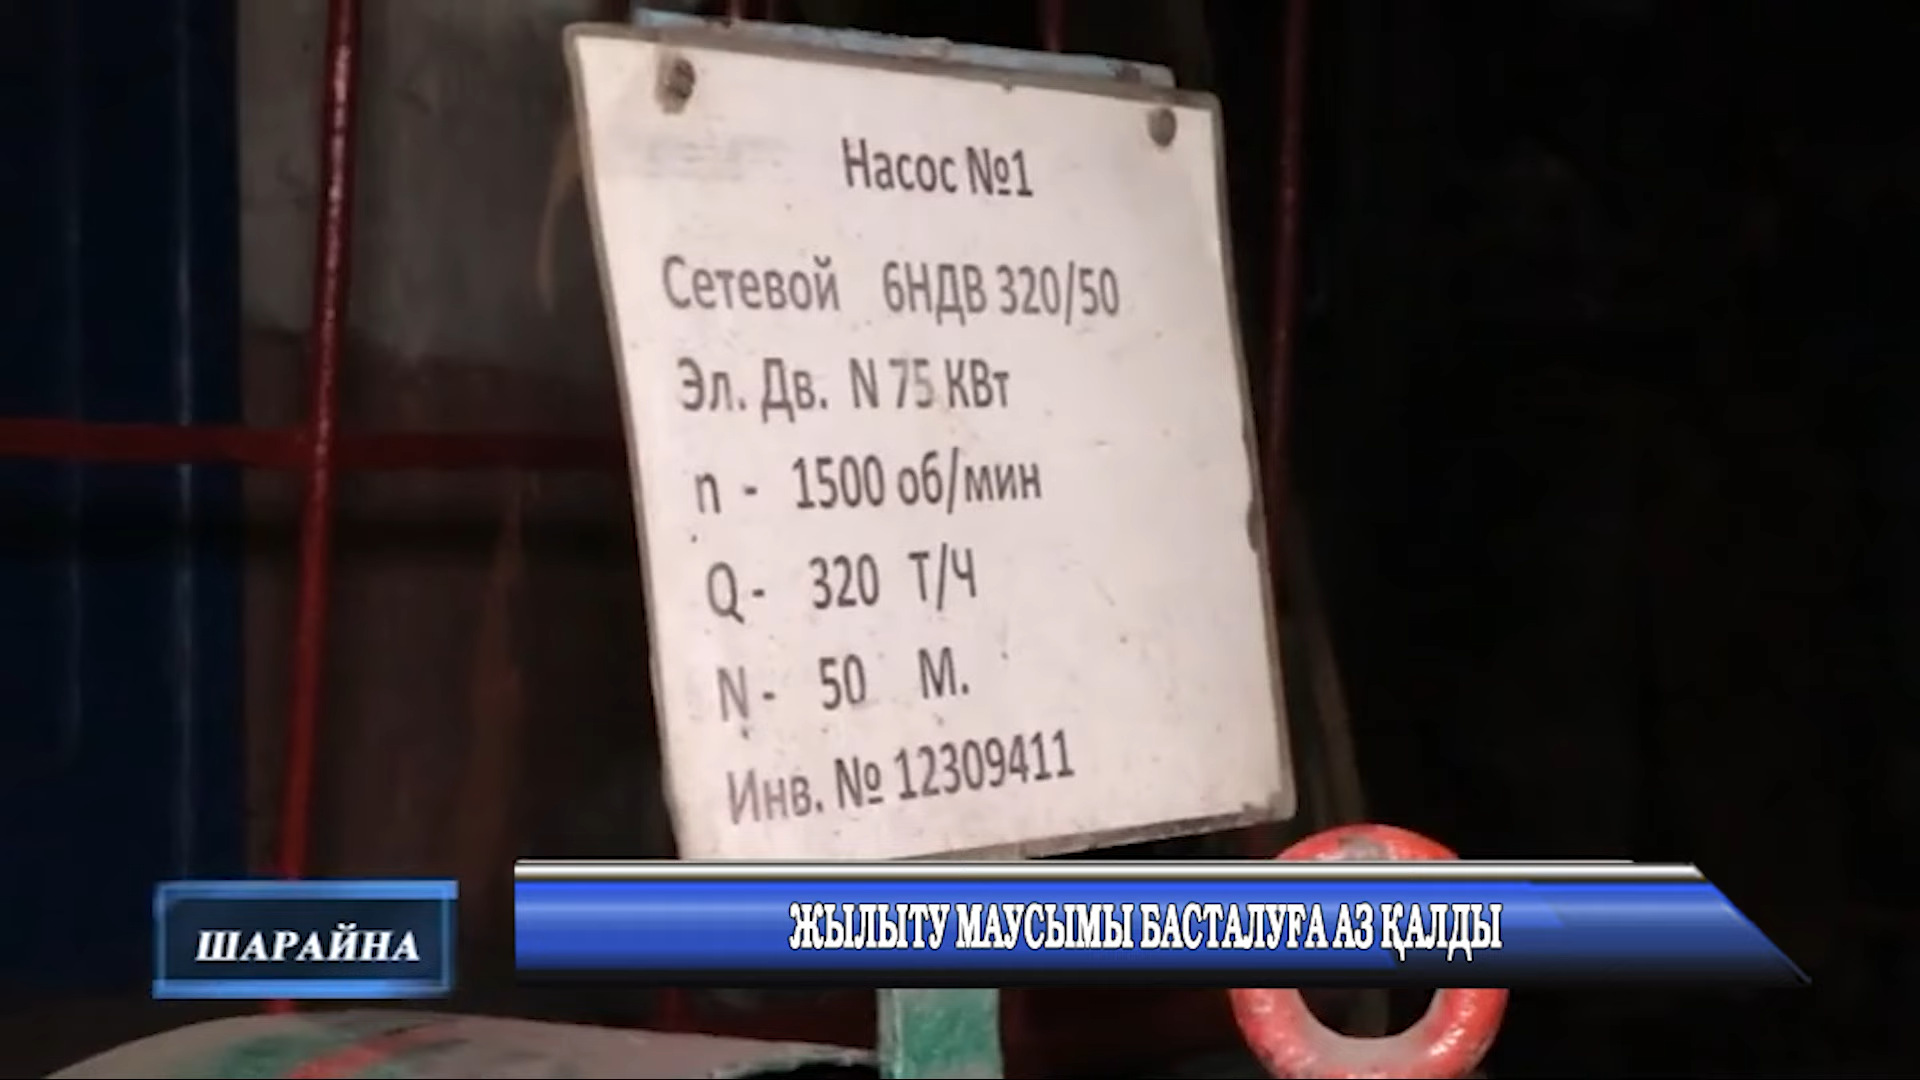 Насос №1
Сетевой 6НДВ 320/50
Эл. Дв. N 75 КВт
n - 1500 об/мин
Q - 320 Т/Ч
N - 50 М.
Инв. № 12309411
ШАРАЙНА
ЖЫЛЫТУ МАУСЫМЫ БАСТАЛУҒА АЗ ҚАЛДЫ